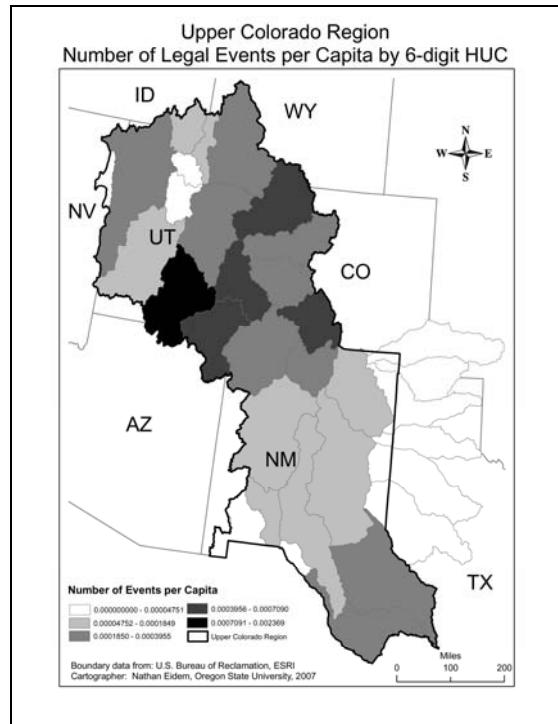 Upper Colorado Region
Number of Legal Events per Capita by 6-digit HUC
ID
WY
N
W E
S
NV
UT
CO
AZ
NM
TX
Number of Events per Capita
0.000000000 - 0.00004751
0.0003956 - 0.0007090
0.00004752 - 0.0001849
0.0007091 - 0.002369
0.0001850 - 0.0003955
Upper Colorado Region
Miles
0 100 200
Boundary data from: U.S. Bureau of Reclamation, ESRI
Cartographer: Nathan Eidem, Oregon State University, 2007